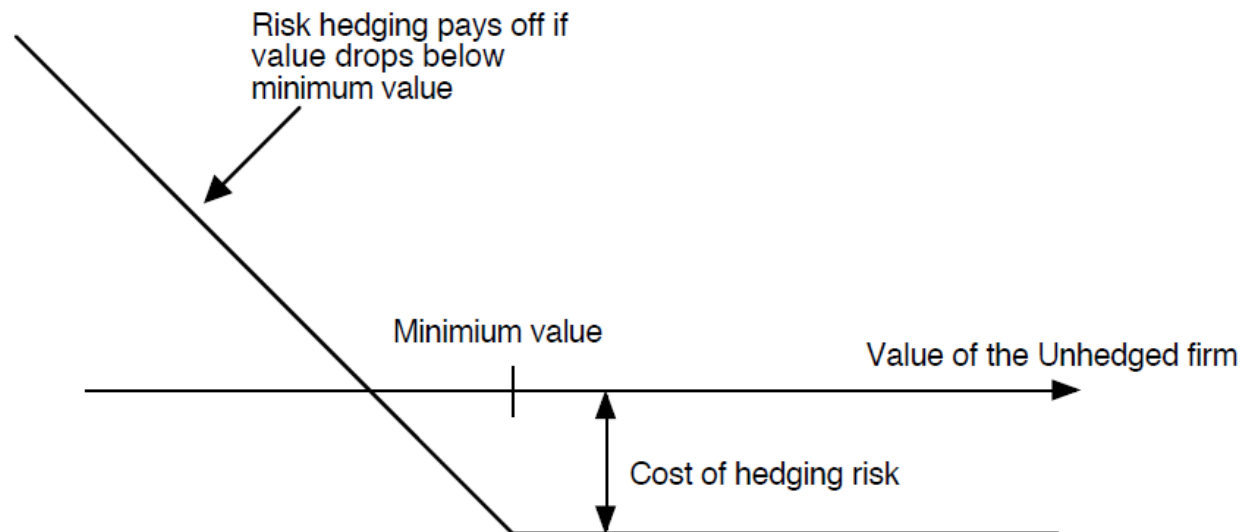 Risk hedging pays off if
value drops below
minimum value
Minimium value
Value of the Unhedged firm
Cost of hedging risk